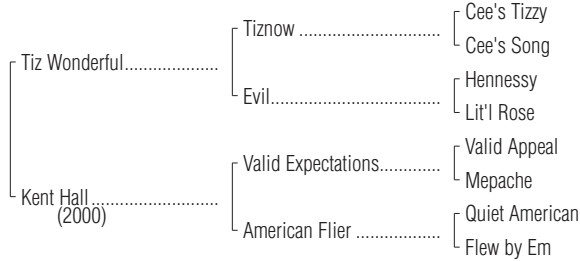 Cee's Tizzy
Tiznow ..................................
Cee's Song
Tiz Wonderful......................
Hennessy
Evil.........................................
Lit'l Rose
Valid Appeal
Valid Expectations..............
Mepache
Kent Hall ..............................
(2000)
Quiet American
American Flier ....................
Flew by Em